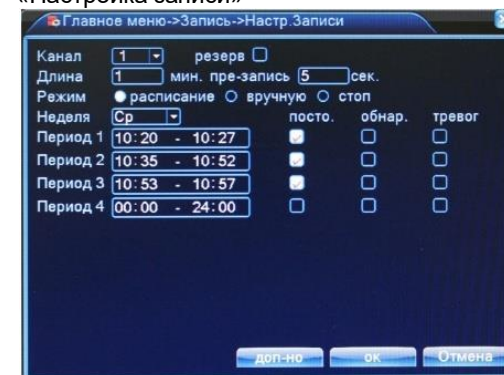 «Настройка записи»
Главное меню->Запись->Настр.Записи
Канал 1 резерв
Длина 1 мин. пре-запись 5 сек.
Режим расписание вручную стоп
Неделя Ср посто. обнар. тревог
Период 1 10:20 - 10:27
Период 2 10:35 - 10:52
Период 3 10:53 - 10:57
Период 4 00:00 - 24:00
доп-но ок Отмена